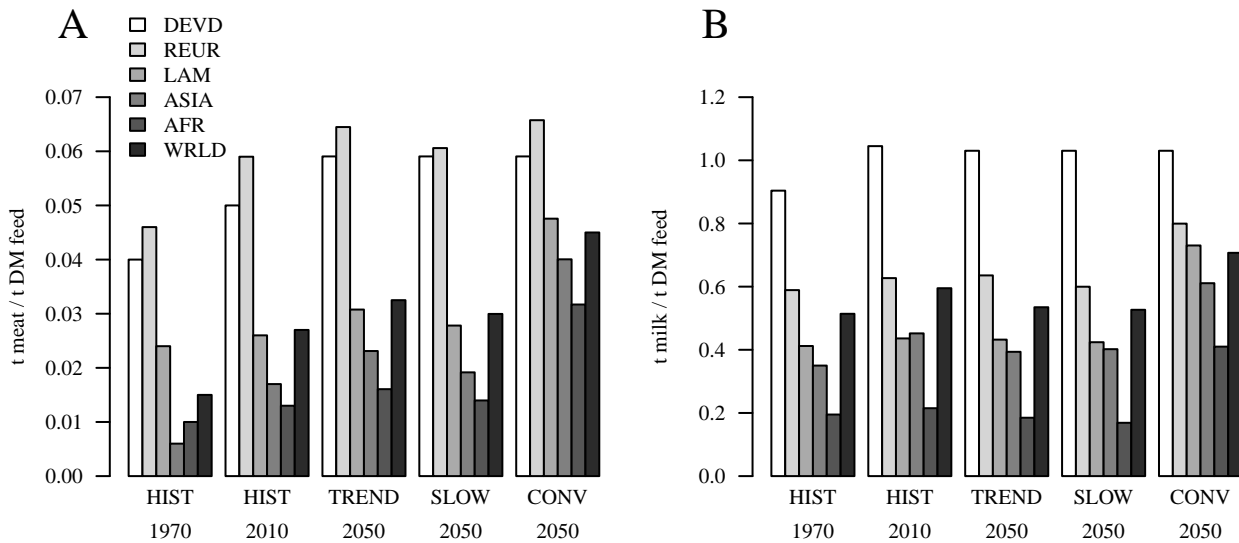 A
DEVD
REUR
LAM
ASIA
AFR
WRLD
t meat / t DM feed
0.07
0.06
0.05
0.04
0.03
0.02
0.01
0.00
HIST HIST TREND SLOW CONV
1970 2010 2050 2050 2050
B
t milk / t DM feed
1.2
1.0
0.8
0.6
0.4
0.2
0.0
HIST HIST TREND SLOW CONV
1970 2010 2050 2050 2050